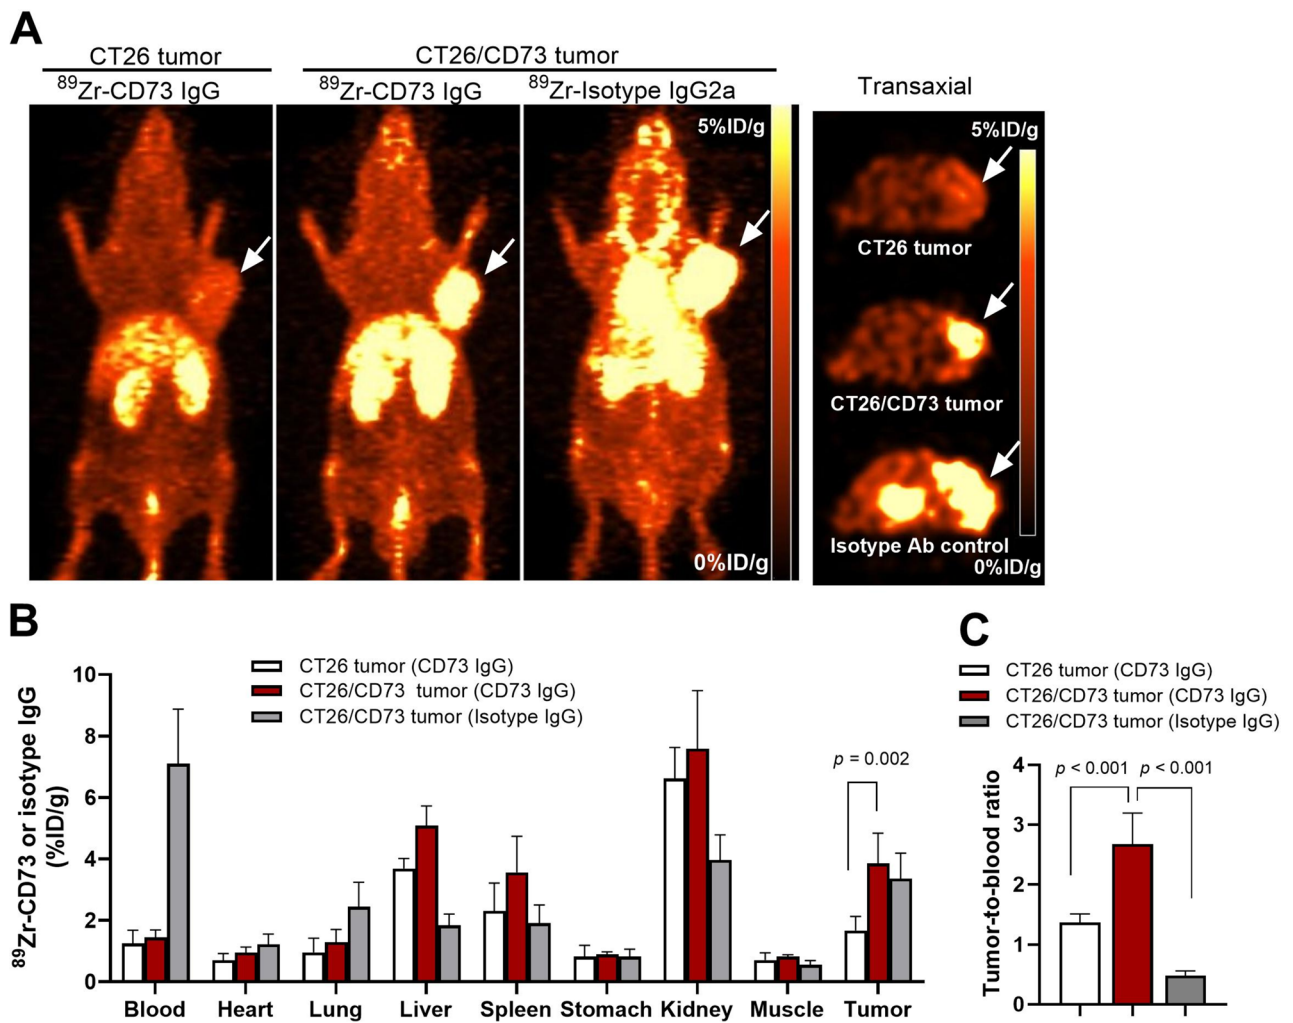 A
CT26 tumor
CT26/CD73 tumor
⁸⁹Zr-CD73 IgG
⁸⁹Zr-CD73 IgG
⁸⁹Zr-Isotype IgG2a
5%ID/g
0%ID/g
Transaxial
5%ID/g
CT26 tumor
CT26/CD73 tumor
Isotype Ab control
0%ID/g
B
CT26 tumor (CD73 IgG)
CT26/CD73 tumor (CD73 IgG)
CT26/CD73 tumor (Isotype IgG)
⁸⁹Zr-CD73 or isotype IgG
(%ID/g)
10
8
6
4
2
0
p = 0.002
Blood Heart Lung Liver Spleen Stomach Kidney Muscle Tumor
C
CT26 tumor (CD73 IgG)
CT26/CD73 tumor (CD73 IgG)
CT26/CD73 tumor (Isotype IgG)
Tumor-to-blood ratio
4
3
2
1
0
p < 0.001 p < 0.001